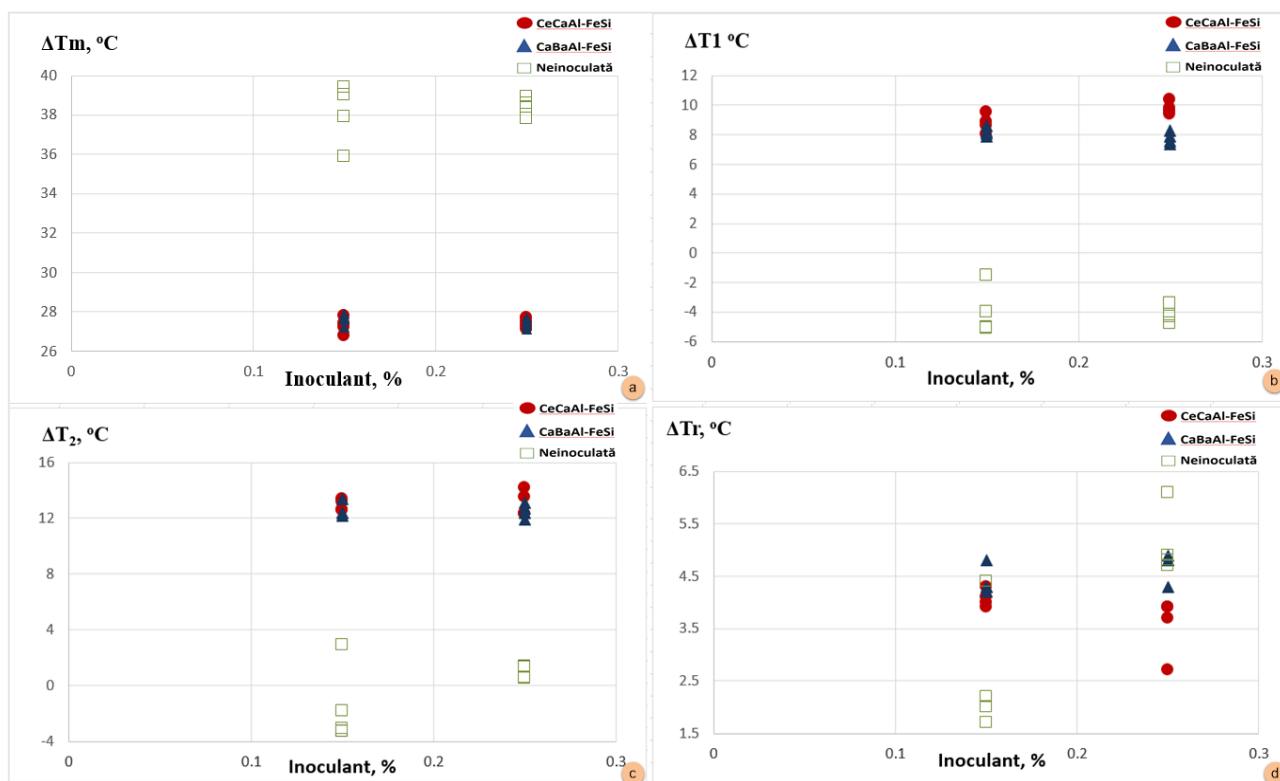 CeCaAl-FeSi
CaBaAl-FeSi
Neinoculată
ΔTm, ºC
40
38
36
34
32
30
28
26
0
0.1
0.2
0.3
Inoculant, %
a
CeCaAl-FeSi
CaBaAl-FeSi
Neinoculată
ΔT1 ºC
12
10
8
6
4
2
0
-2
-4
-6
0
0.1
0.2
0.3
Inoculant, %
b
CeCaAl-FeSi
CaBaAl-FeSi
Neinoculată
ΔT₂, ºC
16
12
8
4
0
-4
0
0.1
0.2
0.3
Inoculant, %
c
CeCaAl-FeSi
CaBaAl-FeSi
Neinoculată
ΔTr, ºC
6.5
5.5
4.5
3.5
2.5
1.5
0
0.1
0.2
0.3
Inoculant, %
d